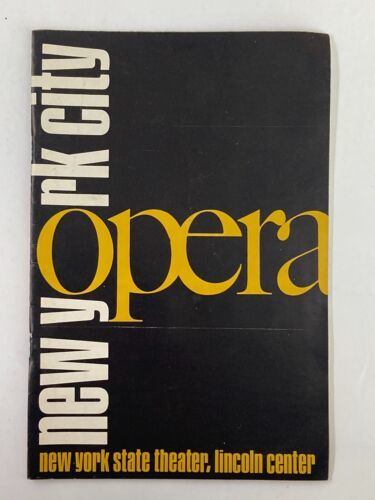 new york city
opera
new york state theater, lincoln center